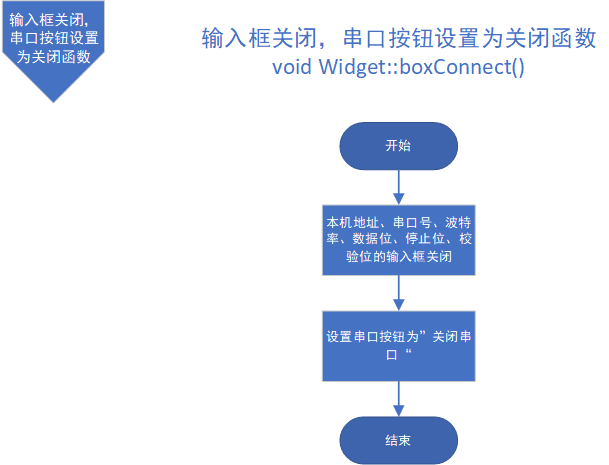 输入框关闭，
串口按钮设置
为关闭函数
输入框关闭，串口按钮设置为关闭函数
void Widget::boxConnect()
开始
本机地址、串口号、波特
率、数据位、停止位、校
验位的输入框关闭
设置串口按钮为”关闭串
口“
结束